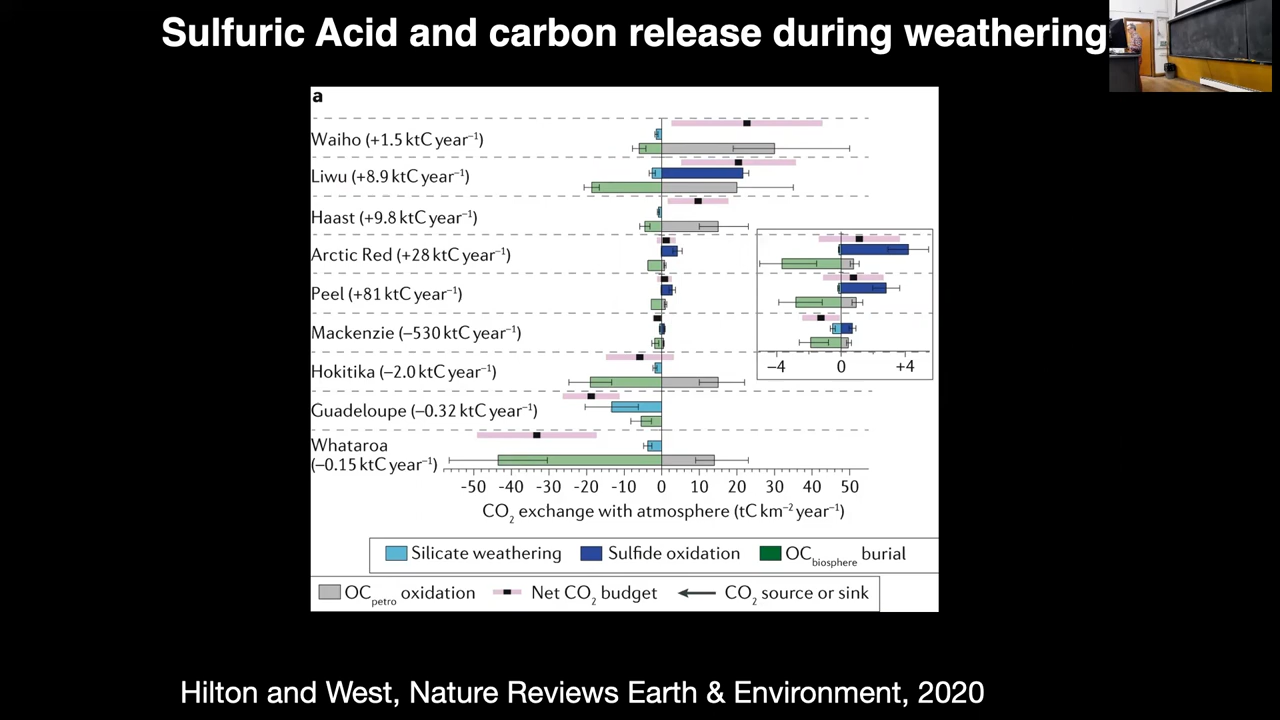 Sulfuric Acid and carbon release during weathering
a
Waiho (+1.5 ktC year⁻¹)
Liwu (+8.9 ktC year⁻¹)
Haast (+9.8 ktC year⁻¹)
Arctic Red (+28 ktC year⁻¹)
Peel (+81 ktC year⁻¹)
Mackenzie (–530 ktC year⁻¹)
–4 0 +4
Hokitika (–2.0 ktC year⁻¹)
Guadeloupe (–0.32 ktC year⁻¹)
Whataroa
(–0.15 ktC year⁻¹)
-50 -40 -30 -20 -10 0 10 20 30 40 50
CO₂ exchange with atmosphere (tC km⁻² year⁻¹)
Silicate weathering Sulfide oxidation OC biosphere burial
OC petro oxidation Net CO₂ budget CO₂ source or sink
Hilton and West, Nature Reviews Earth & Environment, 2020